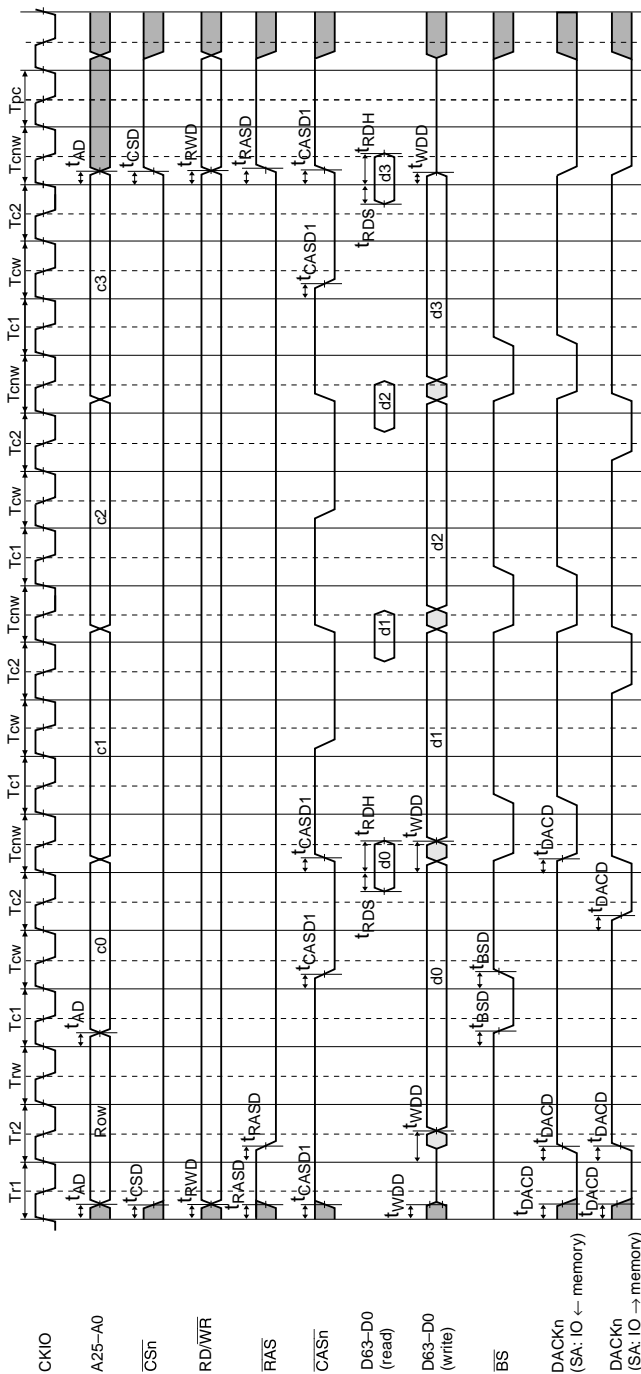 Tr1 Tr2 Trw Tc1 Tcw Tc2 Tcnw Tc1 Tcw Tc2 Tcnw Tc1 Tcw Tc2 Tcnw Tc1 Tcw Tc2 Tcnw Tpc
CKIO
tAD tAD tAD
A25–A0 Row c0 c1 c2 c3
tCSD tCSD
CSn
tRWD tRWD
RD/WR
tRASD tRASD tRASD
RAS
tCASD1 tCASD1 tCASD1 tCASD1 tCASD1
CASn
D63–D0
(read)
tRDS d0 tRDH d1 d2 tRDS d3 tRDH
tWDD tWDD tWDD tWDD
D63–D0
(write)
d0 d1 d2 d3
tBSD tBSD
BS
tDACD tDACD tDACD
DACKn
(SA: IO ← memory)
tDACD tDACD tDACD
DACKn
(SA: IO → memory)